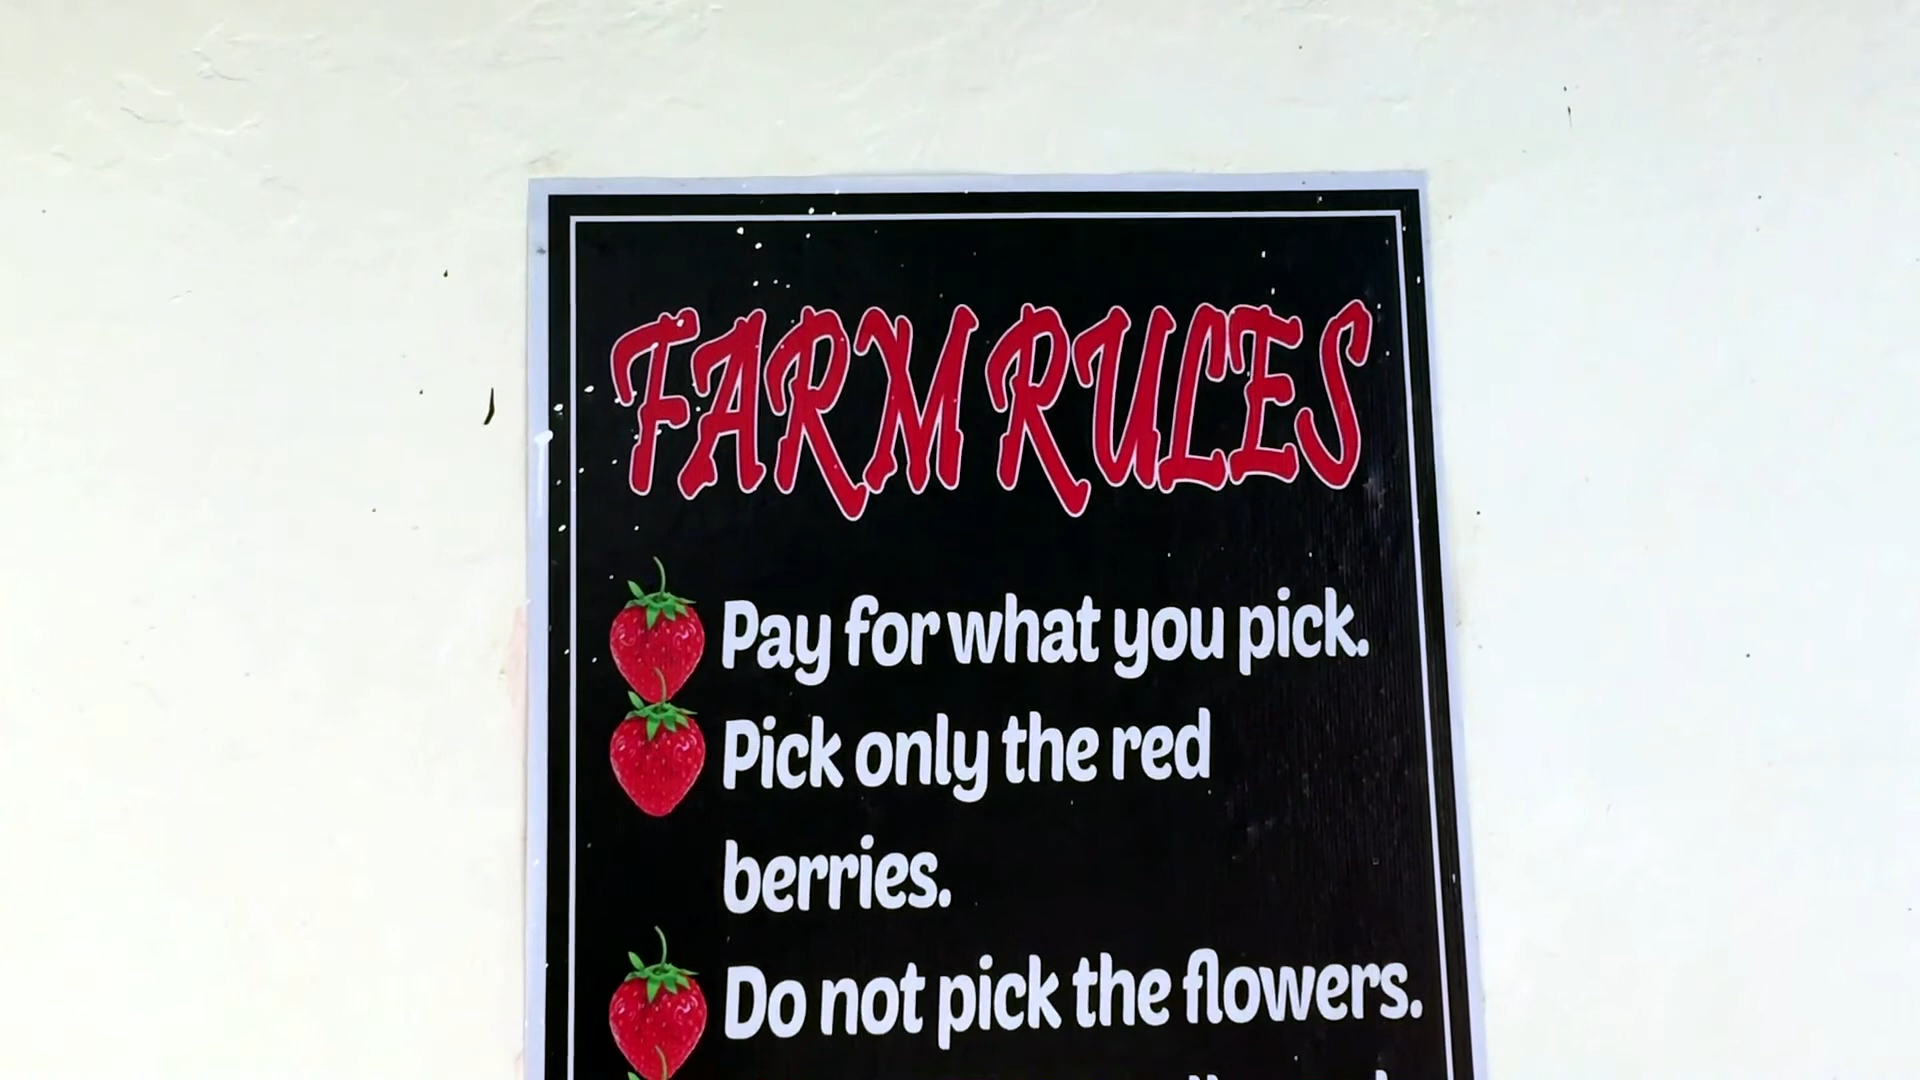 FARM RULES
Pay for what you pick.
Pick only the red
berries.
Do not pick the flowers.